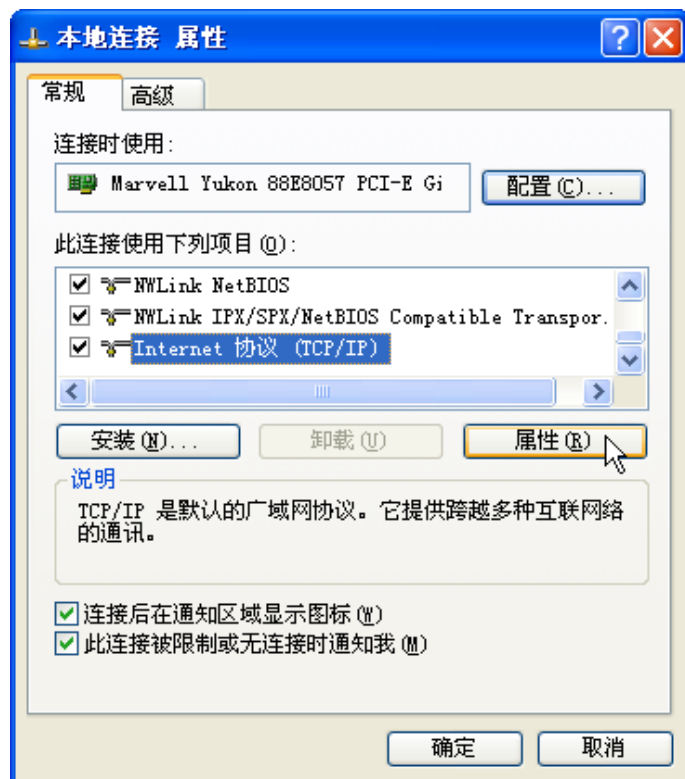 本地连接 属性
常规 高级
连接时使用:
Marvell Yukon 88E8057 PCI-E Gi 配置(C)...
此连接使用下列项目(O):
NWLink NetBIOS
NWLink IPX/SPX/NetBIOS Compatible Transpor.
Internet 协议 (TCP/IP)
安装(N)... 卸载(U) 属性(R)
说明
TCP/IP 是默认的广域网协议。它提供跨越多种互联网络
的通讯。
连接后在通知区域显示图标(W)
此连接被限制或无连接时通知我(M)
确定 取消